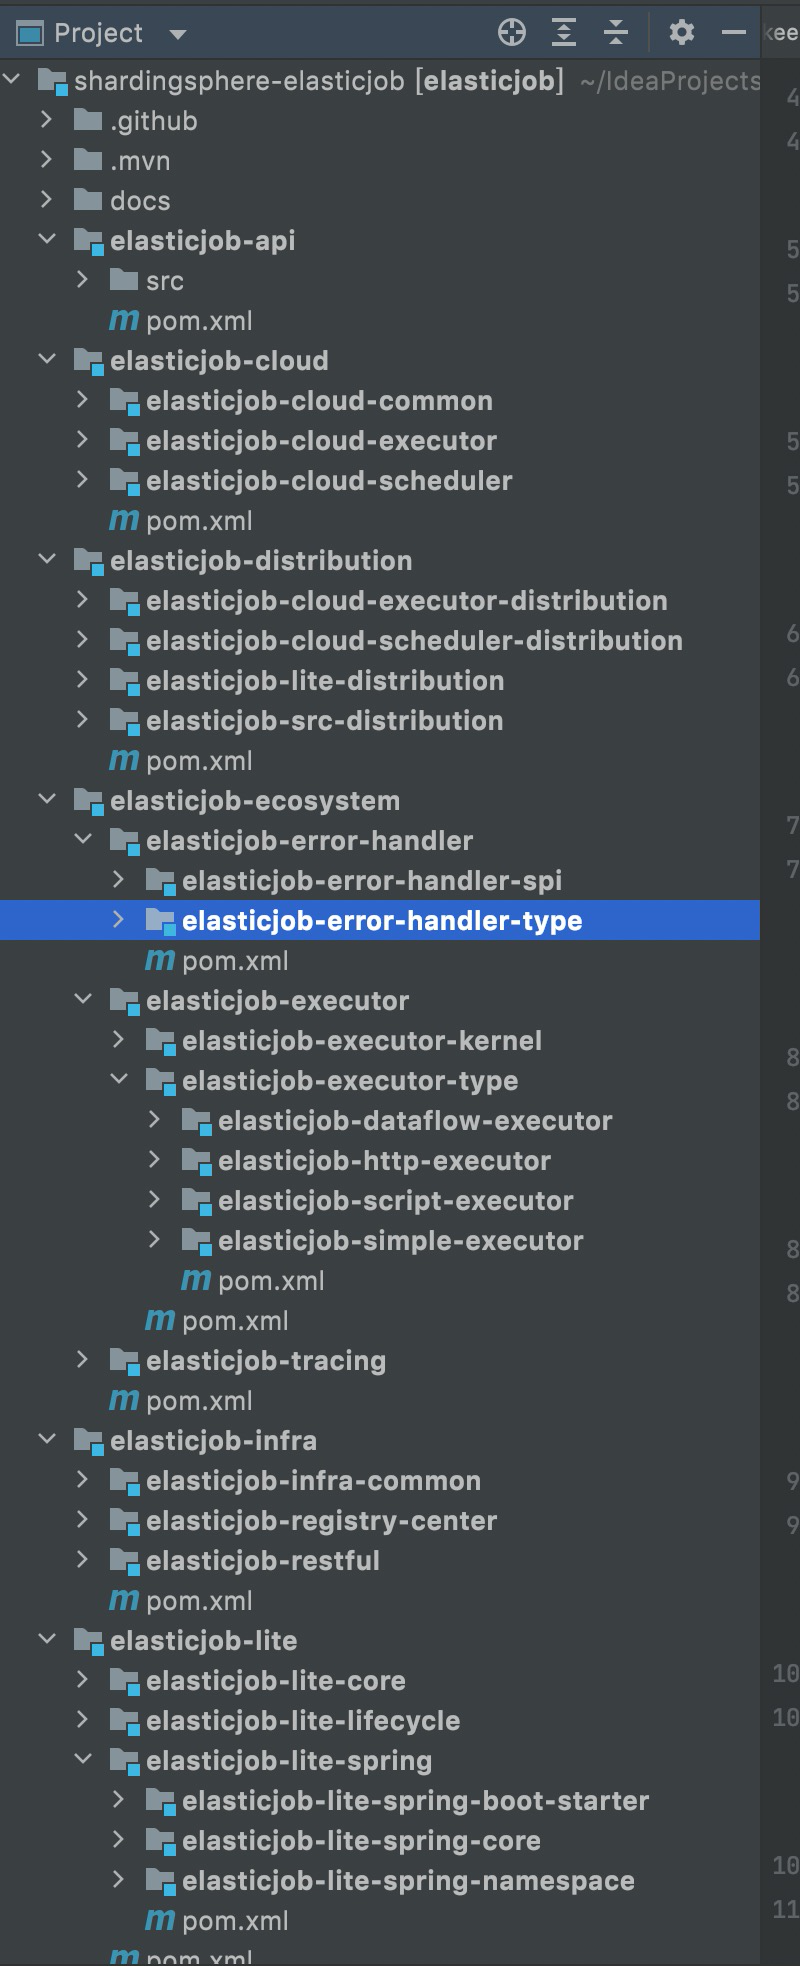 Project
kee
shardingsphere-elasticjob [elasticjob] ~/IdeaProjects
4
.github
4
.mvn
docs
elasticjob-api
5
src
5
m pom.xml
elasticjob-cloud
elasticjob-cloud-common
elasticjob-cloud-executor
5
elasticjob-cloud-scheduler
5
m pom.xml
elasticjob-distribution
elasticjob-cloud-executor-distribution
elasticjob-cloud-scheduler-distribution
6
elasticjob-lite-distribution
6
elasticjob-src-distribution
m pom.xml
elasticjob-ecosystem
7
elasticjob-error-handler
7
elasticjob-error-handler-spi
elasticjob-error-handler-type
m pom.xml
elasticjob-executor
elasticjob-executor-kernel
8
elasticjob-executor-type
8
elasticjob-dataflow-executor
elasticjob-http-executor
elasticjob-script-executor
elasticjob-simple-executor
8
m pom.xml
8
m pom.xml
elasticjob-tracing
m pom.xml
elasticjob-infra
elasticjob-infra-common
9
elasticjob-registry-center
9
elasticjob-restful
m pom.xml
elasticjob-lite
elasticjob-lite-core
10
elasticjob-lite-lifecycle
10
elasticjob-lite-spring
elasticjob-lite-spring-boot-starter
elasticjob-lite-spring-core
10
elasticjob-lite-spring-namespace
11
m pom.xml
m pom.xml